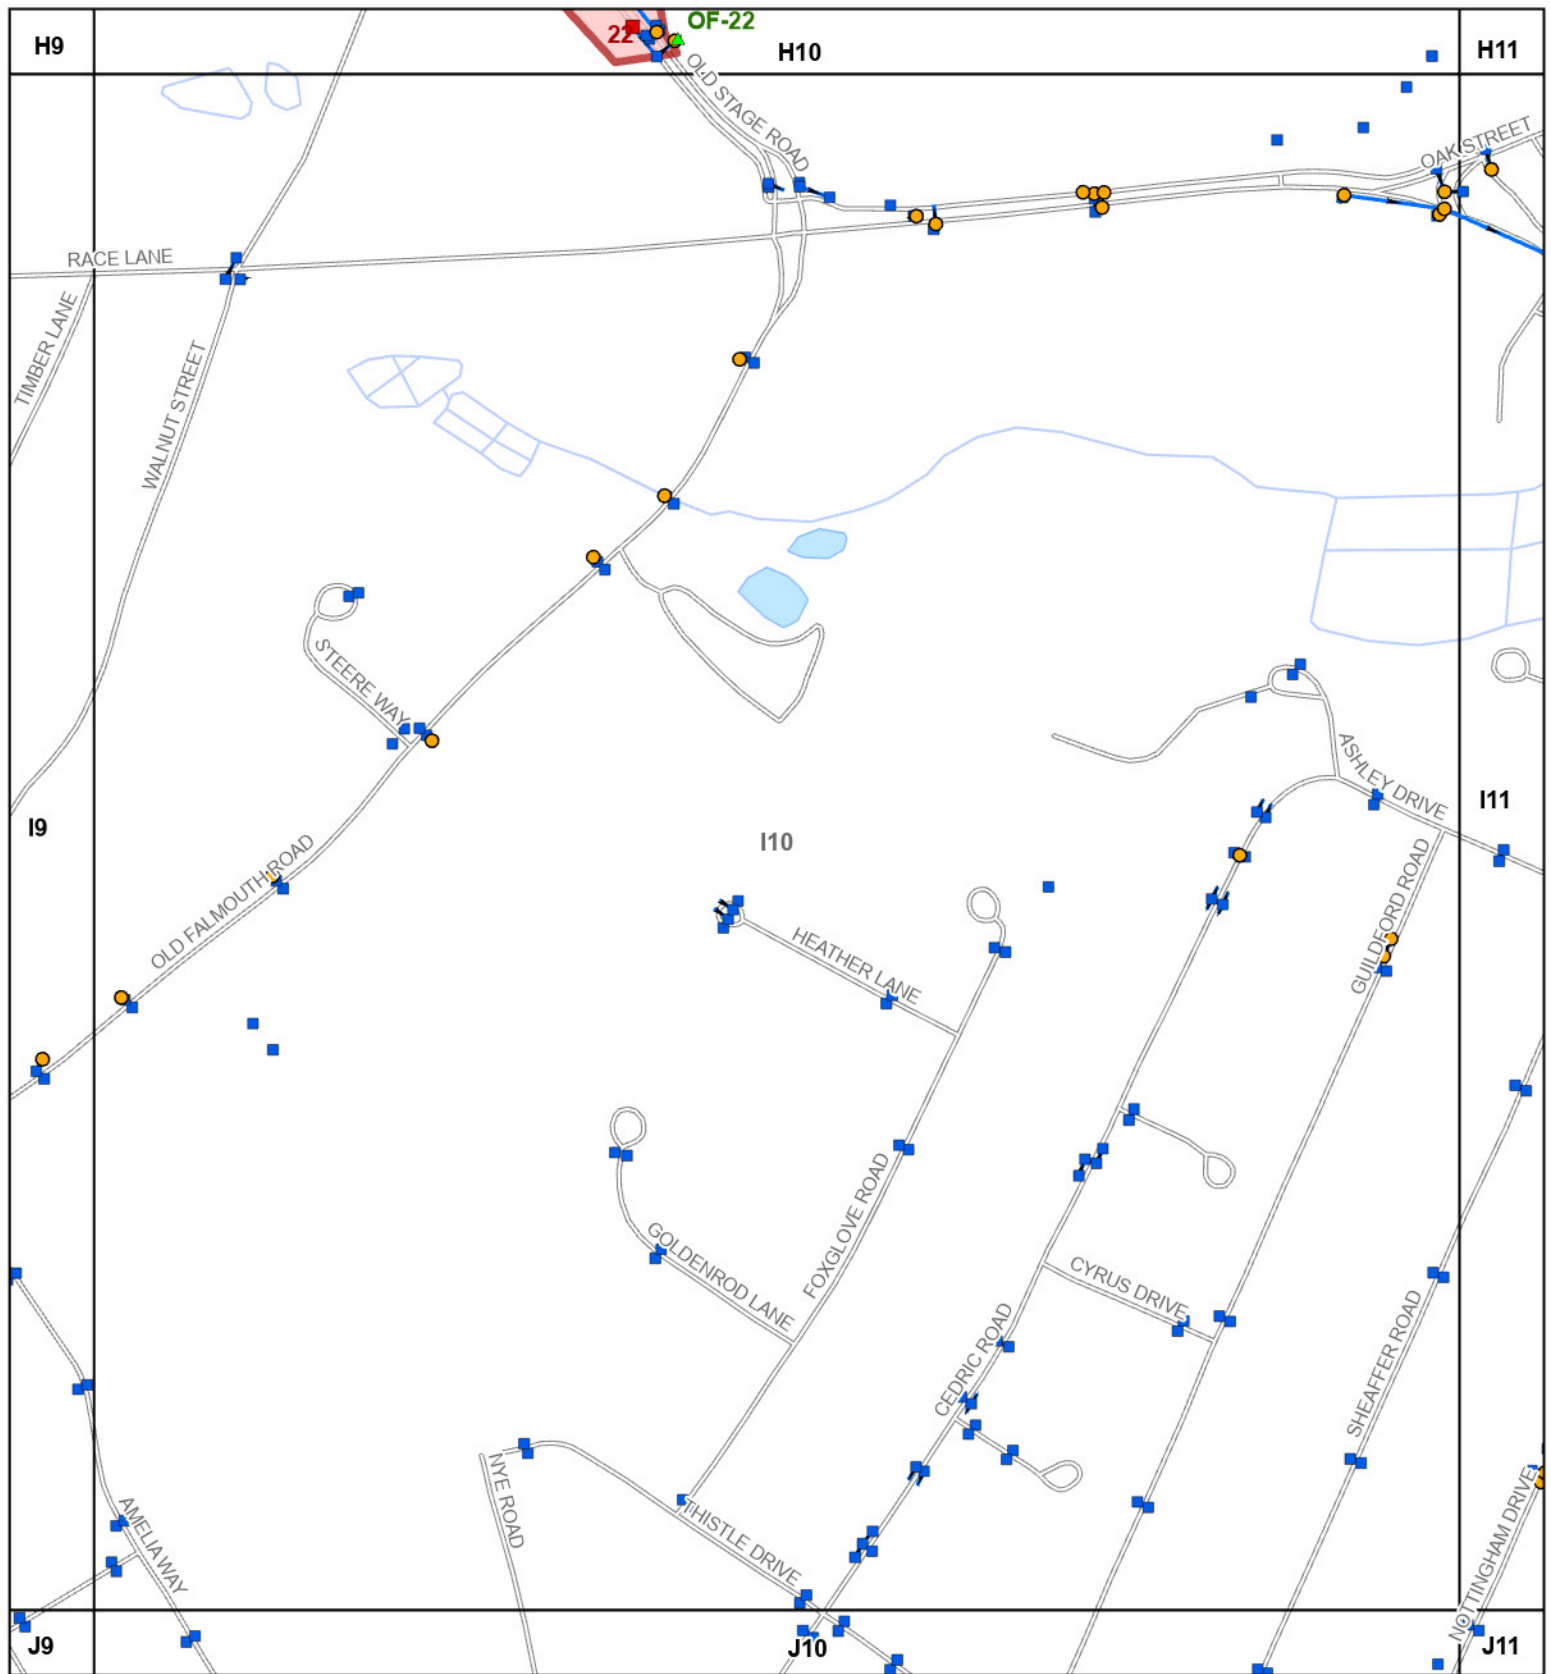 OF-22
22
H9
H10
H11
OLD STAGE ROAD
OAK STREET
RACE LANE
TIMBER LANE
WALNUT STREET
STEERE WAY
ASHLEY DRIVE
I9
I10
I11
OLD FALMOUTH ROAD
GUILDFORD ROAD
HEATHER LANE
FOXGLOVE ROAD
GOLDENROD LANE
CYRUS DRIVE
CEDRIC ROAD
SHEAFFER ROAD
NYE ROAD
AMELIA WAY
THISTLE DRIVE
NOTTINGHAM DRIVE
J9
J10
J11